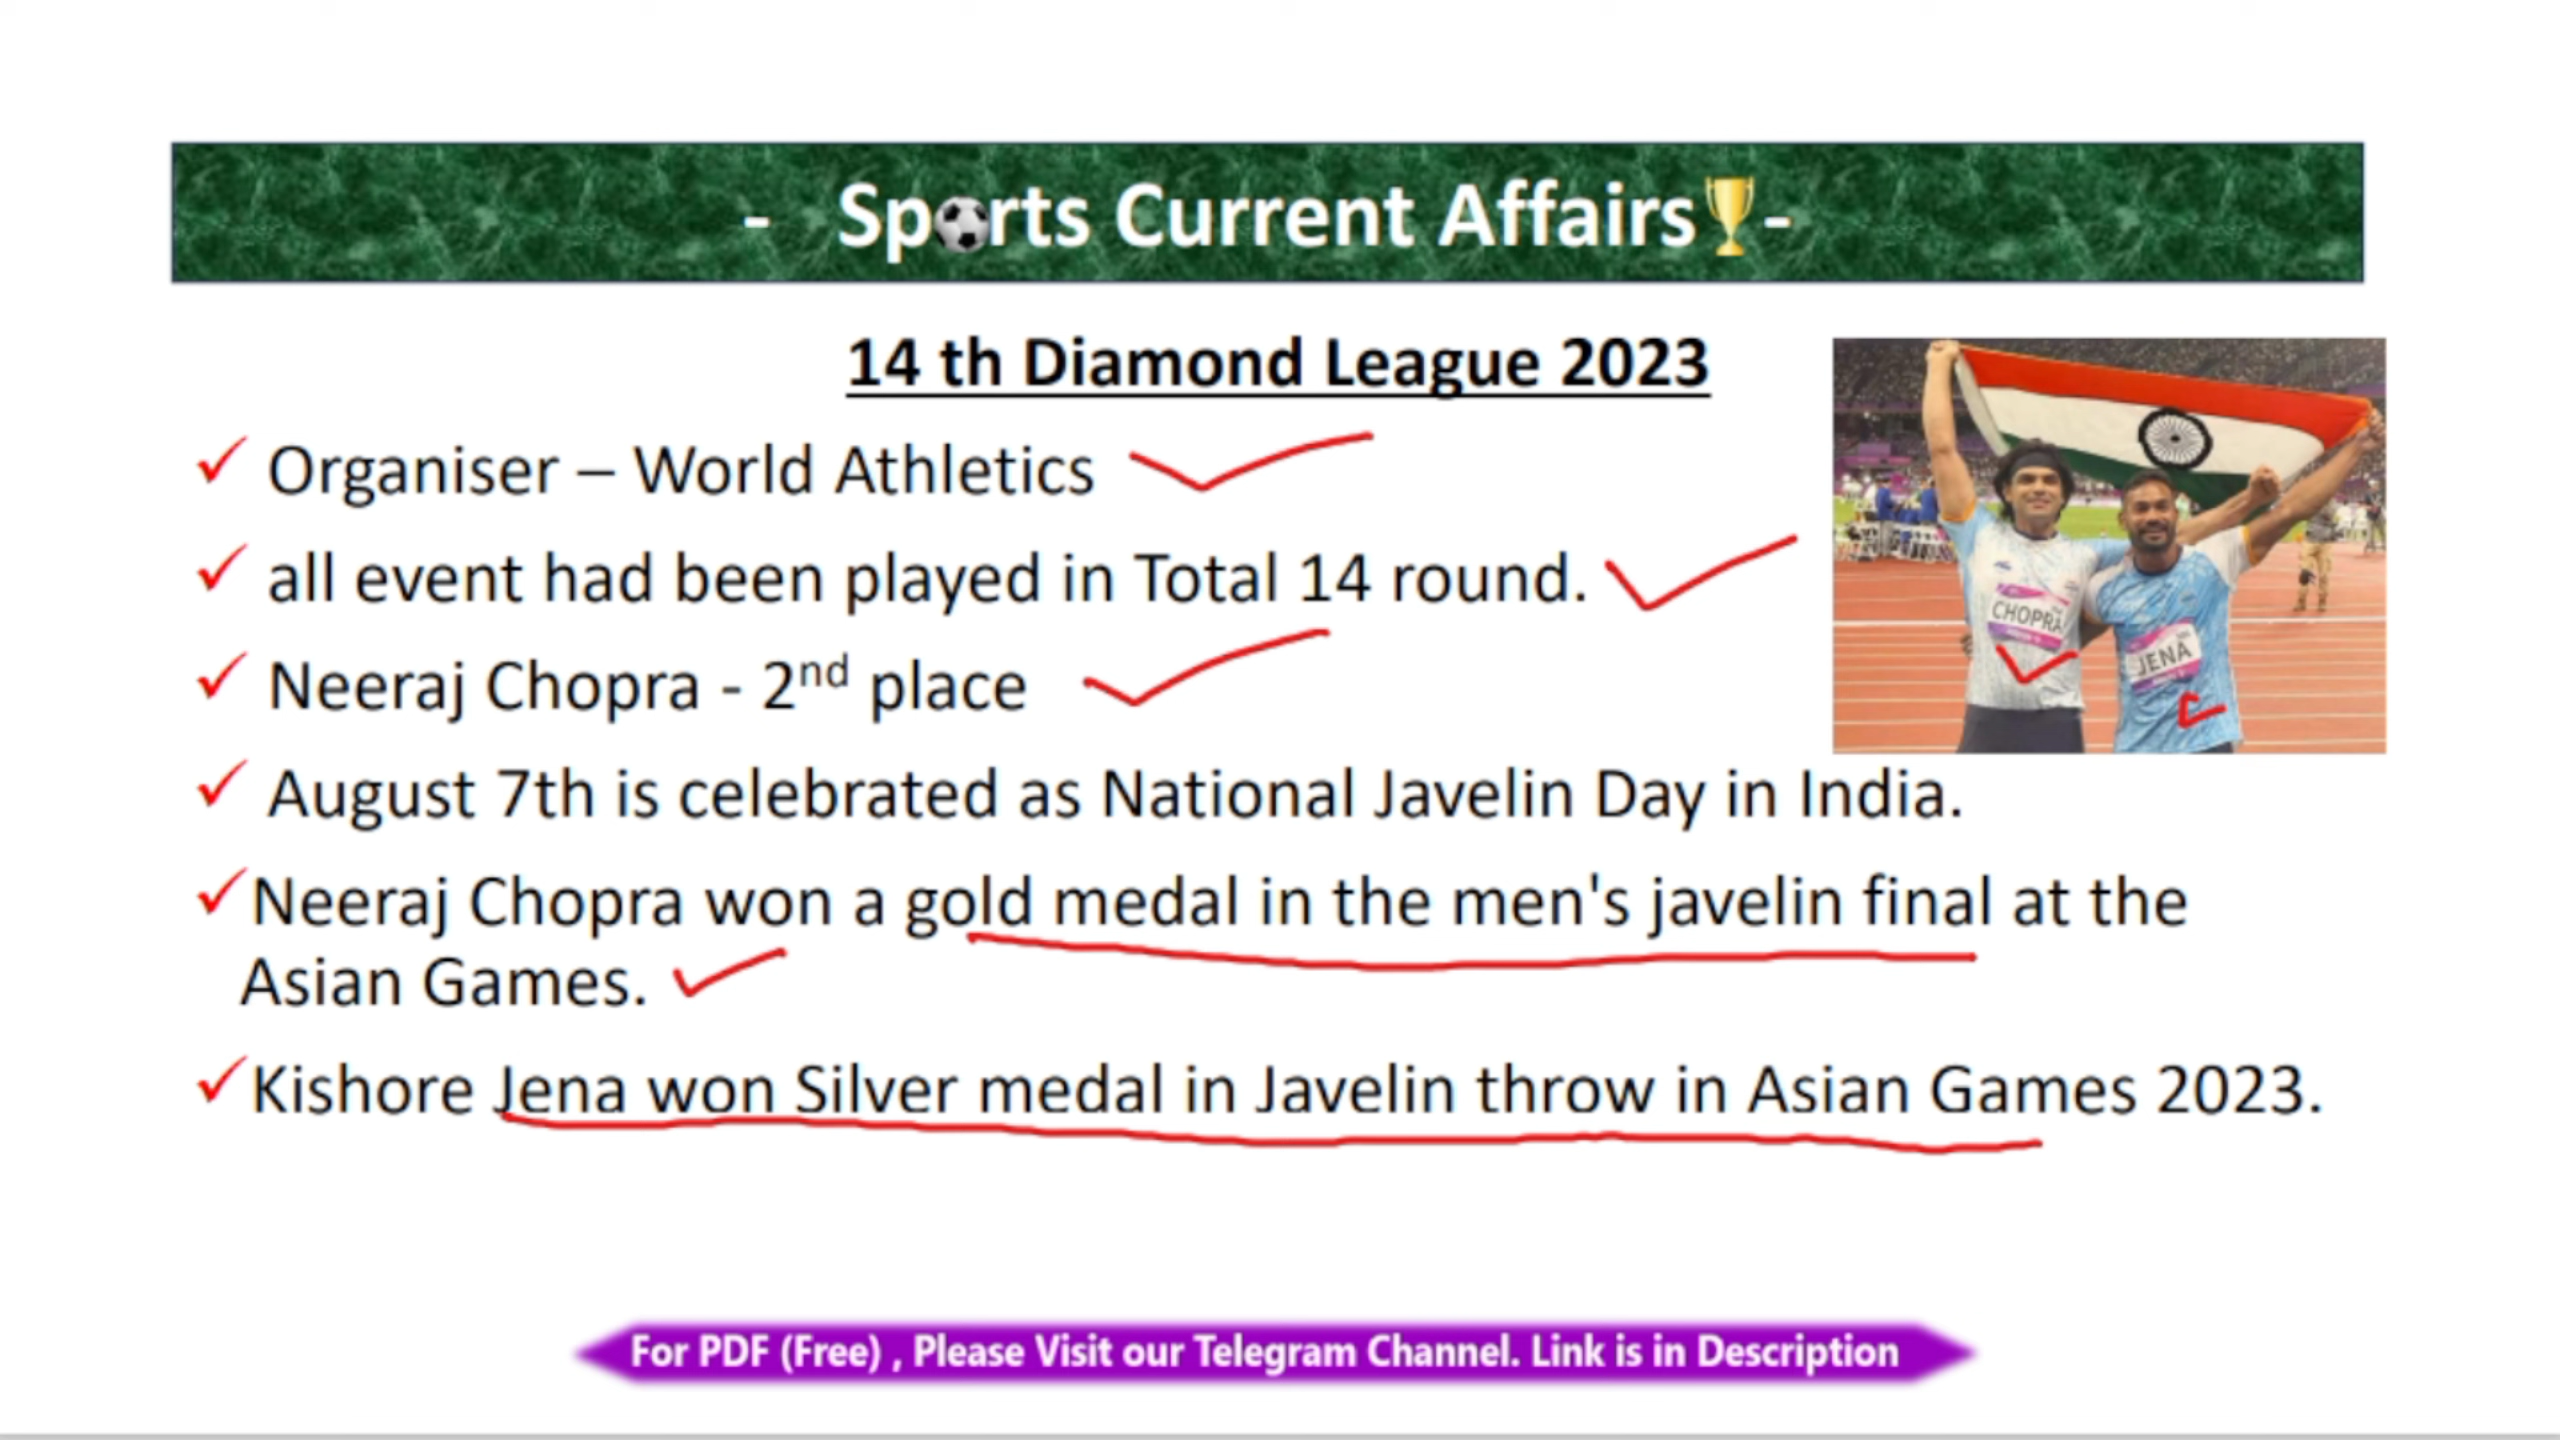 - Sports Current Affairs -
14 th Diamond League 2023
Organiser – World Athletics
all event had been played in Total 14 round.
Neeraj Chopra - 2nd place
CHOPRA
JENA
August 7th is celebrated as National Javelin Day in India.
Neeraj Chopra won a gold medal in the men's javelin final at the
Asian Games.
Kishore Jena won Silver medal in Javelin throw in Asian Games 2023.
For PDF (Free) , Please Visit our Telegram Channel. Link is in Description